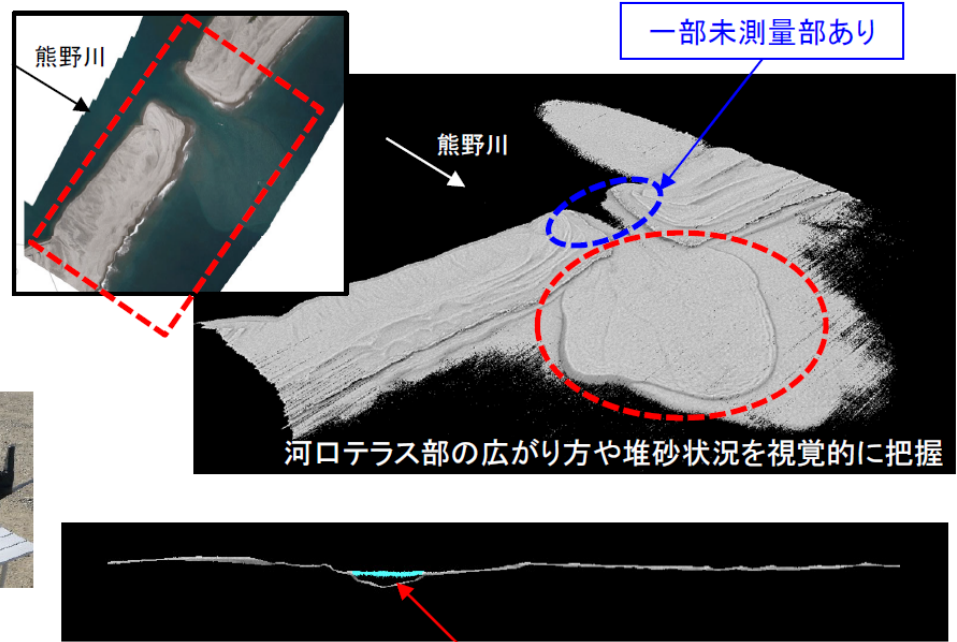 一部未測量部あり
熊野川
熊野川
河口テラス部の広がり方や堆砂状況を視覚的に把握